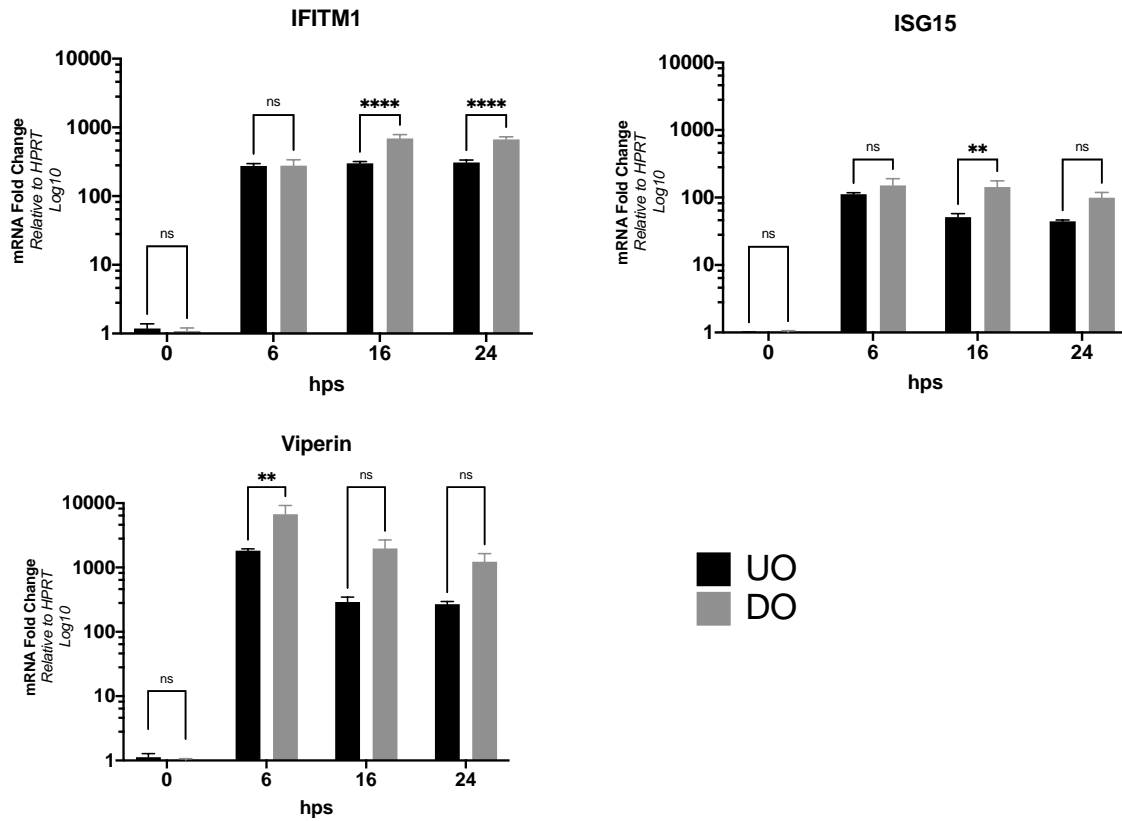 IFITM1
mRNA Fold Change
Relative to HPRT
Log10
10000
1000
100
10
1
ns
ns
****
****
0 6 16 24
hps
ISG15
mRNA Fold Change
Relative to HPRT
Log10
10000
1000
100
10
1
ns
ns
**
ns
0 6 16 24
hps
Viperin
mRNA Fold Change
Relative to HPRT
Log10
10000
1000
100
10
1
ns
**
ns
ns
0 6 16 24
hps
UO
DO